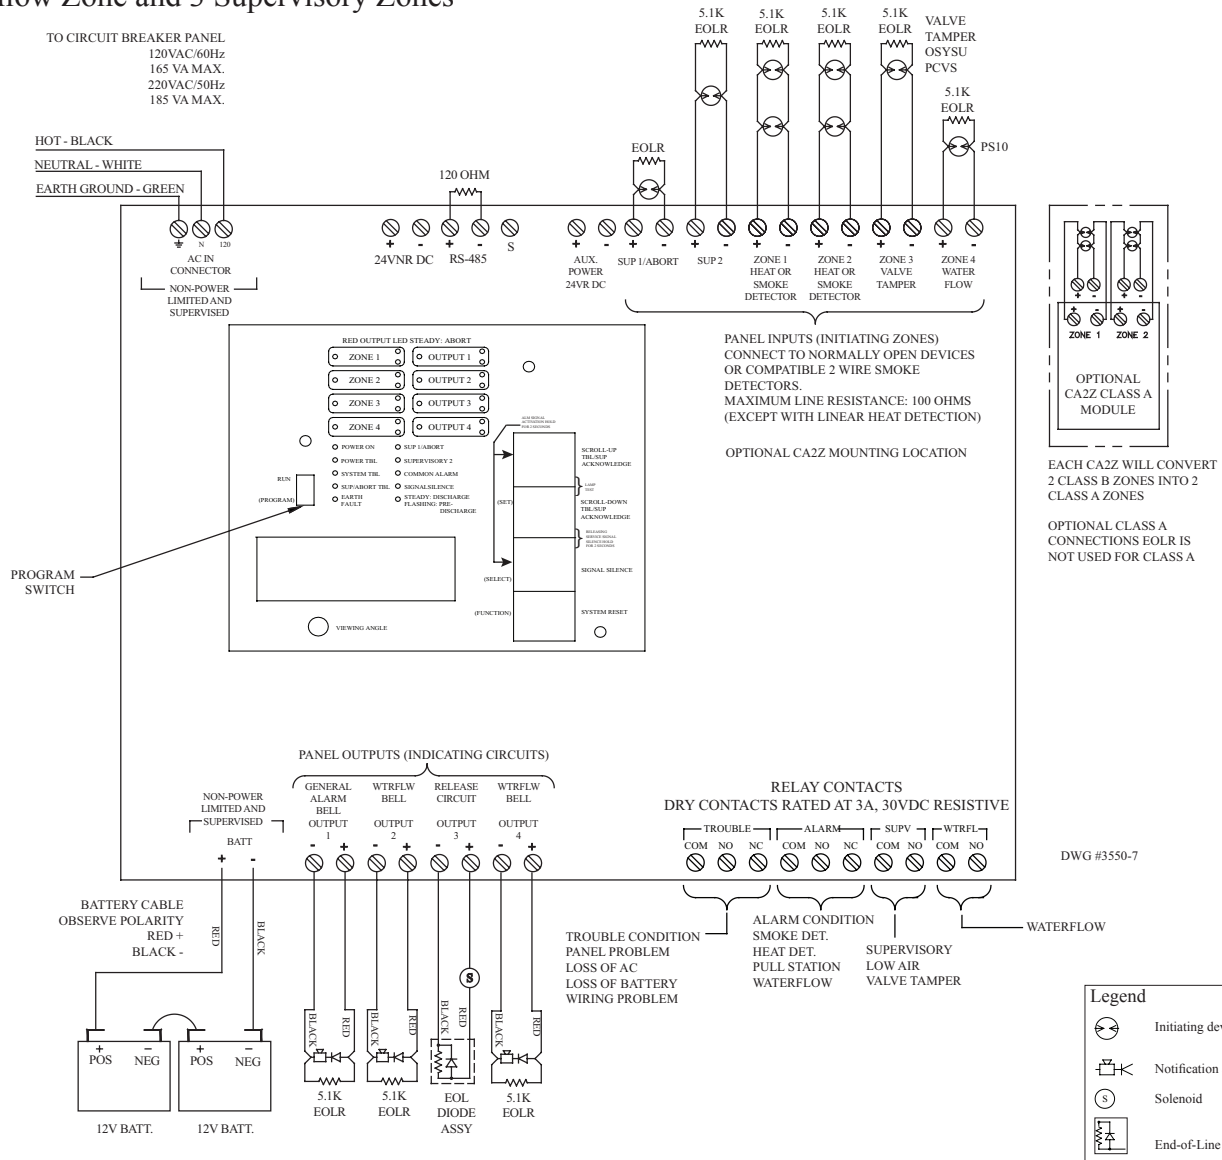 low Zone and 3 Supervisory Zones
TO CIRCUIT BREAKER PANEL
120VAC/60Hz
165 VA MAX.
220VAC/50Hz
185 VA MAX.
HOT - BLACK
NEUTRAL - WHITE
EARTH GROUND - GREEN
120 OHM
EOLR
5.1K
EOLR
5.1K
EOLR
5.1K
EOLR
5.1K
EOLR
VALVE
TAMPER
OSYSU
PCVS
5.1K
EOLR
PS10
N
120
AC IN
CONNECTOR
NON-POWER
LIMITED AND
SUPERVISED
+ -
24VNR DC
+ -
RS-485
S
+ -
AUX.
POWER
24VR DC
+ -
SUP 1/ABORT
+ -
SUP 2
+ -
ZONE 1
HEAT OR
SMOKE
DETECTOR
+ -
ZONE 2
HEAT OR
SMOKE
DETECTOR
+ -
ZONE 3
VALVE
TAMPER
+ -
ZONE 4
WATER
FLOW
PANEL INPUTS (INITIATING ZONES)
CONNECT TO NORMALLY OPEN DEVICES
OR COMPATIBLE 2 WIRE SMOKE
DETECTORS.
MAXIMUM LINE RESISTANCE: 100 OHMS
(EXCEPT WITH LINEAR HEAT DETECTION)
OPTIONAL CA2Z MOUNTING LOCATION
+ - + -
+ - + -
ZONE 1 ZONE 2
OPTIONAL
CA2Z CLASS A
MODULE
EACH CA2Z WILL CONVERT
2 CLASS B ZONES INTO 2
CLASS A ZONES
OPTIONAL CLASS A
CONNECTIONS EOLR IS
NOT USED FOR CLASS A
RED OUTPUT LED STEADY: ABORT
ZONE 1 OUTPUT 1
ZONE 2 OUTPUT 2
ZONE 3 OUTPUT 3
ZONE 4 OUTPUT 4
POWER ON SUP 1/ABORT
POWER TBL SUPERVISORY 2
SYSTEM TBL COMMON ALARM
SUP/ABORT TBL SIGNALSILENCE
EARTH
FAULT
STEADY: DISCHARGE
FLASHING: PRE-
DISCHARGE
RUN
(PROGRAM)
PROGRAM
SWITCH
VIEWING ANGLE
ALM SIGNAL
ACTIVATION HOLD
FOR 2 SECONDS
SCROLL-UP
TBL/SUP
ACKNOWLEDGE
LAMP
TEST
(SET)
SCROLL-DOWN
TBL/SUP
ACKNOWLEDGE
SIGNAL SILENCE
(SELECT)
(FUNCTION)
SYSTEM RESET
PANEL OUTPUTS (INDICATING CIRCUITS)
NON-POWER
LIMITED AND
SUPERVISED
BATT
+ -
GENERAL
ALARM
BELL
OUTPUT
1
- +
WTRFLW
BELL
OUTPUT
2
- +
RELEASE
CIRCUIT
OUTPUT
3
- +
WTRFLW
BELL
OUTPUT
4
- +
RELAY CONTACTS
DRY CONTACTS RATED AT 3A, 30VDC RESISTIVE
TROUBLE ALARM SUPV WTRFL
COM NO NC COM NO NC COM NO COM NO
DWG #3550-7
BATTERY CABLE
OBSERVE POLARITY
RED +
BLACK -
RED
BLACK
TROUBLE CONDITION
PANEL PROBLEM
LOSS OF AC
LOSS OF BATTERY
WIRING PROBLEM
ALARM CONDITION
SMOKE DET.
HEAT DET.
PULL STATION
WATERFLOW
SUPERVISORY
LOW AIR
VALVE TAMPER
WATERFLOW
S
BLACK
RED
BLACK
RED
BLACK
RED
BLACK
RED
+ - + -
POS NEG POS NEG
12V BATT. 12V BATT.
5.1K
EOLR
5.1K
EOLR
EOL
DIODE
ASSY
5.1K
EOLR
Legend
Initiating dev
Notification
S
Solenoid
End-of-Line